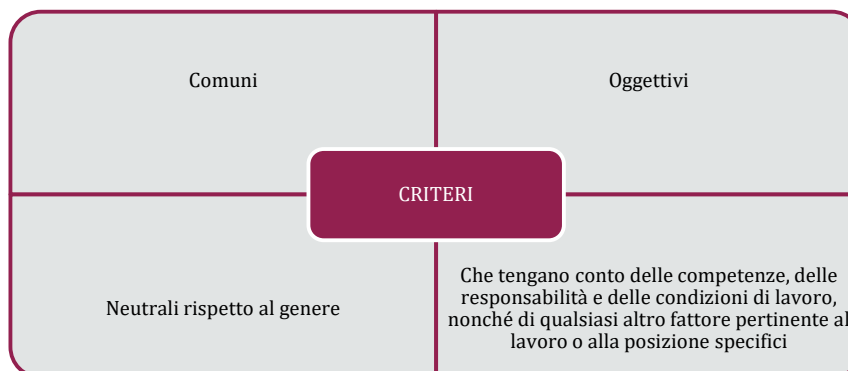 Comuni
Oggettivi
CRITERI
Neutrali rispetto al genere
Che tengano conto delle competenze, delle
responsabilità e delle condizioni di lavoro,
nonché di qualsiasi altro fattore pertinente al
lavoro o alla posizione specifici